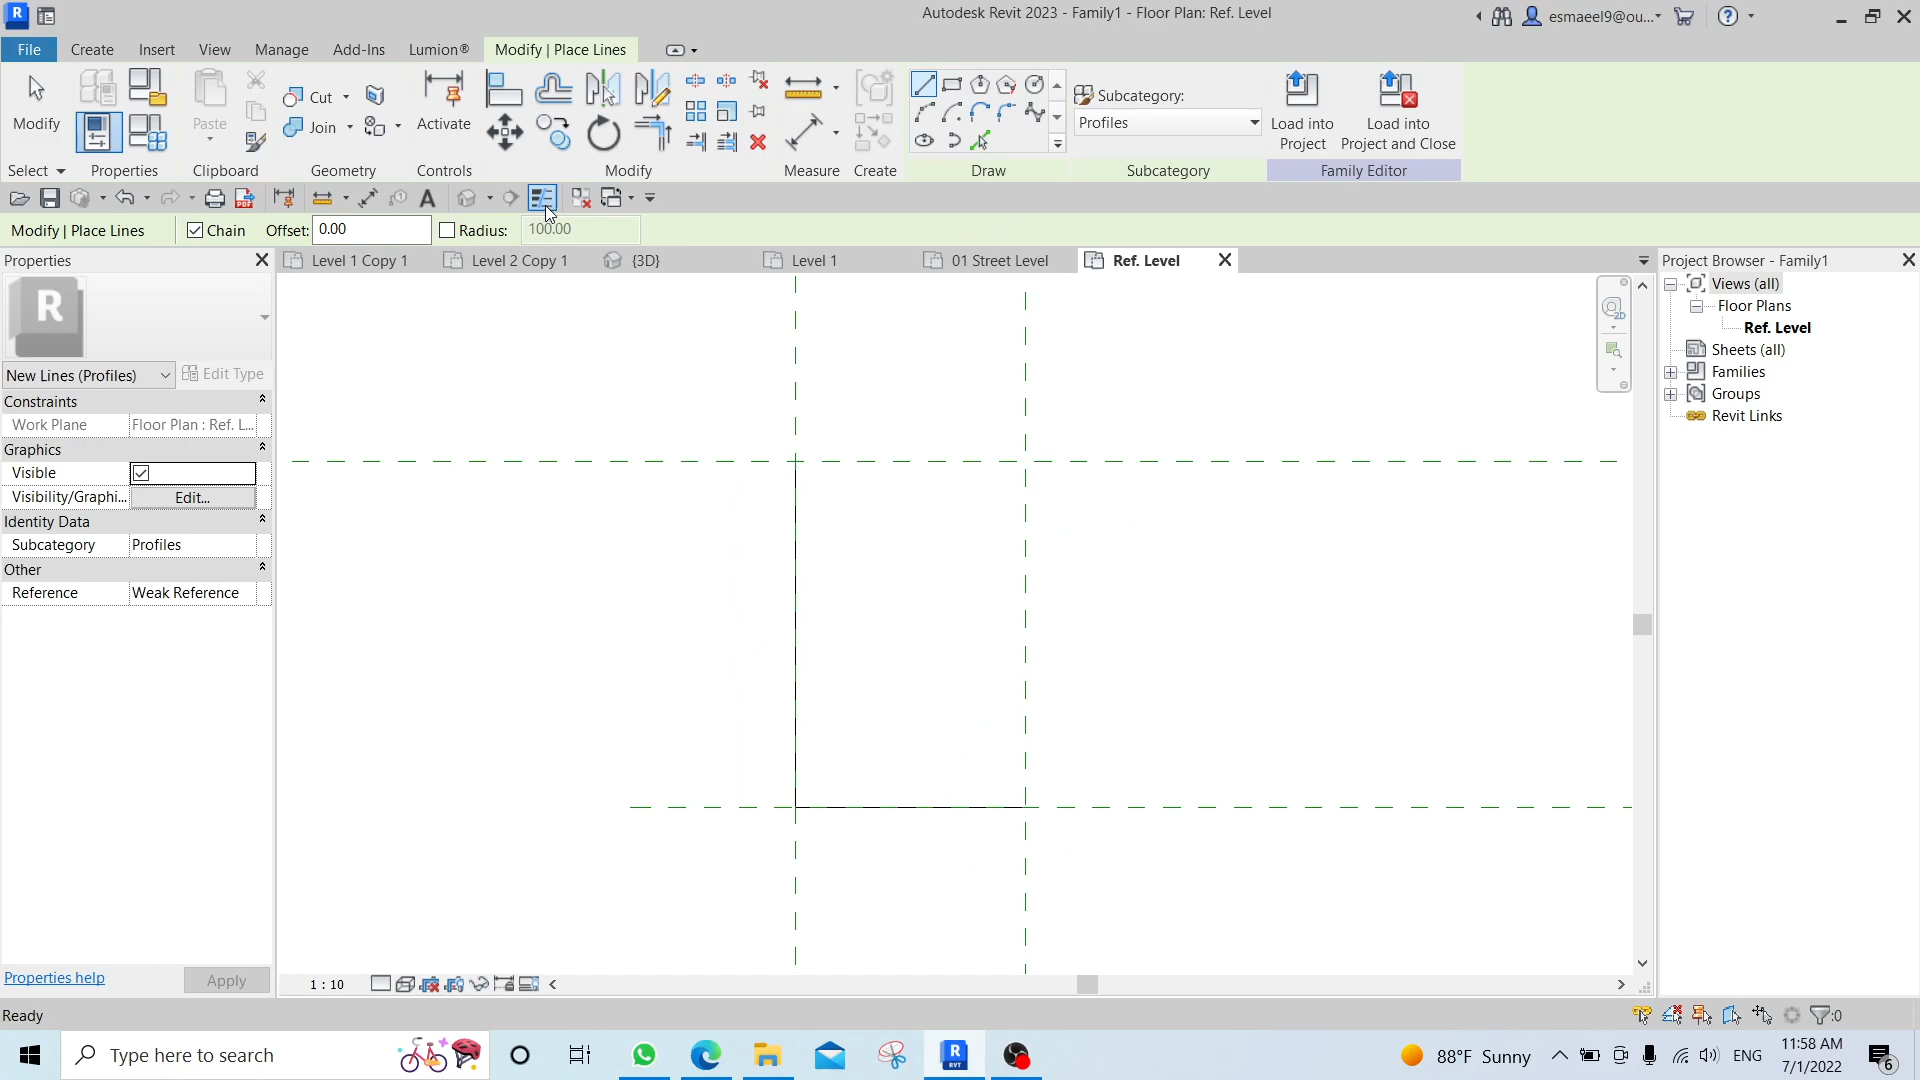 Autodesk Revit 2023 - Family1 - Floor Plan: Ref. Level
esmaeel9@ou...
File Create Insert View Manage Add-Ins Lumion® Modify | Place Lines
Cut
Subcategory:
Modify Paste Join Activate Profiles Load into Project Load into Project and Close
Select Properties Clipboard Geometry Controls Modify Measure Create Draw Subcategory Family Editor
Modify | Place Lines Chain Offset: 0.00 Radius: 100.00
Properties Level 1 Copy 1 Level 2 Copy 1 {3D} Level 1 01 Street Level Ref. Level Project Browser - Family1
Views (all)
Floor Plans
Ref. Level
Sheets (all)
Families
Groups
Revit Links
2D
New Lines (Profiles) Edit Type
Constraints
Work Plane Floor Plan : Ref. L...
Graphics
Visible
Visibility/Graphi... Edit...
Identity Data
Subcategory Profiles
Other
Reference Weak Reference
Properties help Apply 1 : 10
Ready :0
Type here to search 88°F Sunny ENG 11:58 AM
7/1/2022 6